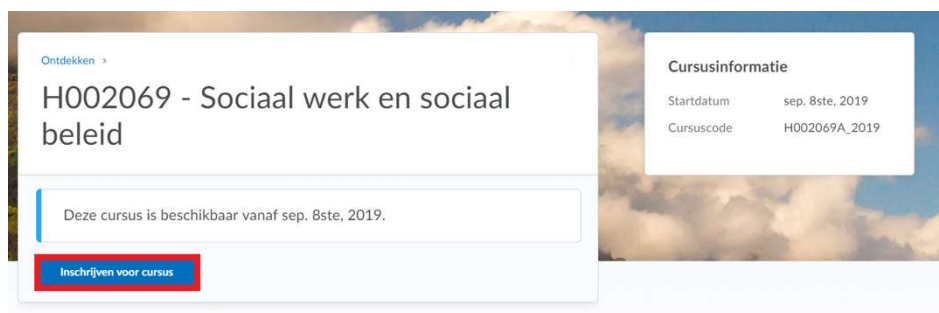 Ontdekken >
H002069 - Sociaal werk en sociaal
beleid
Deze cursus is beschikbaar vanaf sep. 8ste, 2019.
Inschrijven voor cursus
Cursusinformatie
Startdatum sep. 8ste, 2019
Cursuscode H002069A_2019